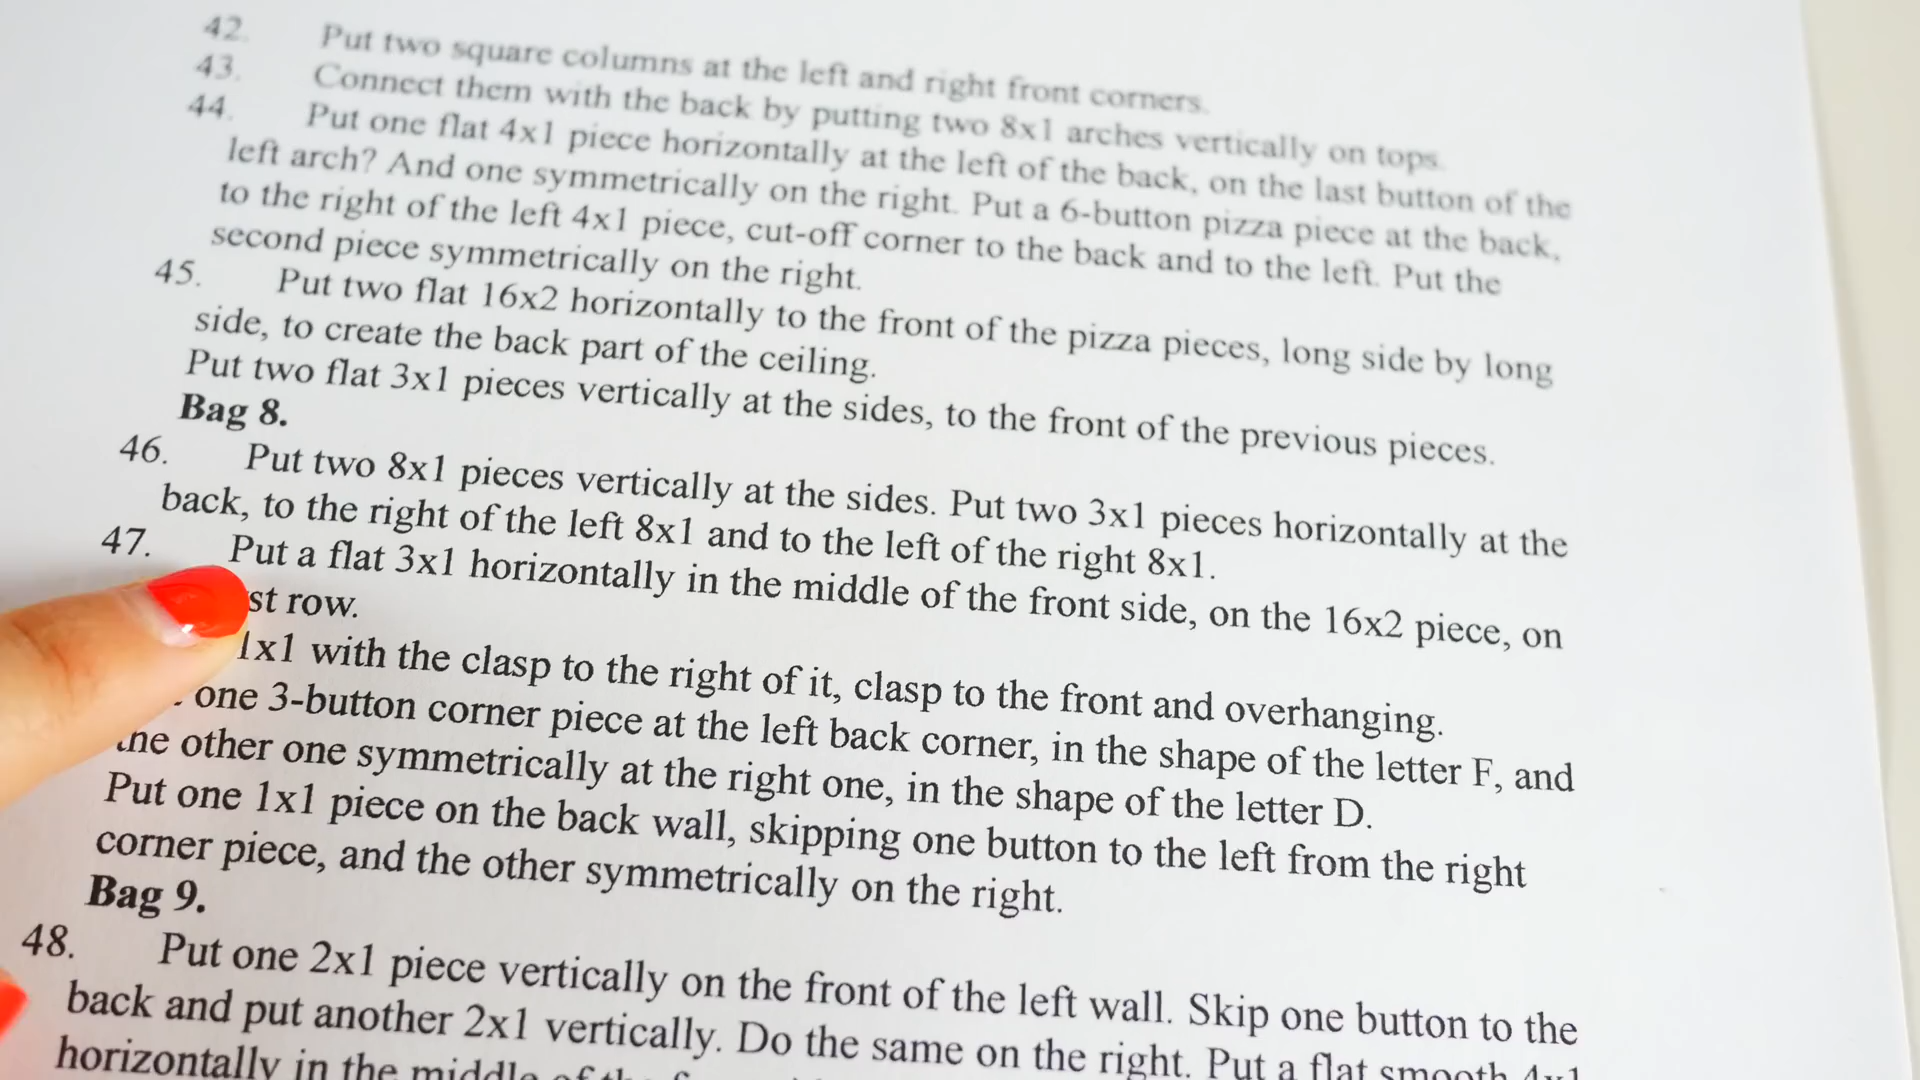 42. Put two square columns at the left and right front corners.
43. Connect them with the back by putting two 8x1 arches vertically on tops.
44. Put one flat 4x1 piece horizontally at the left of the back, on the last button of the
left arch? And one symmetrically on the right. Put a 6-button pizza piece at the back,
to the right of the left 4x1 piece, cut-off corner to the back and to the left. Put the
second piece symmetrically on the right.
45. Put two flat 16x2 horizontally to the front of the pizza pieces, long side by long
side, to create the back part of the ceiling.
Put two flat 3x1 pieces vertically at the sides, to the front of the previous pieces.
Bag 8.
46. Put two 8x1 pieces vertically at the sides. Put two 3x1 pieces horizontally at the
back, to the right of the left 8x1 and to the left of the right 8x1.
47. Put a flat 3x1 horizontally in the middle of the front side, on the 16x2 piece, on
st row.
1x1 with the clasp to the right of it, clasp to the front and overhanging.
one 3-button corner piece at the left back corner, in the shape of the letter F, and
the other one symmetrically at the right one, in the shape of the letter D.
Put one 1x1 piece on the back wall, skipping one button to the left from the right
corner piece, and the other symmetrically on the right.
Bag 9.
48. Put one 2x1 piece vertically on the front of the left wall. Skip one button to the
back and put another 2x1 vertically. Do the same on the right. Put a flat smooth 4x1
horizontally in the middle of the